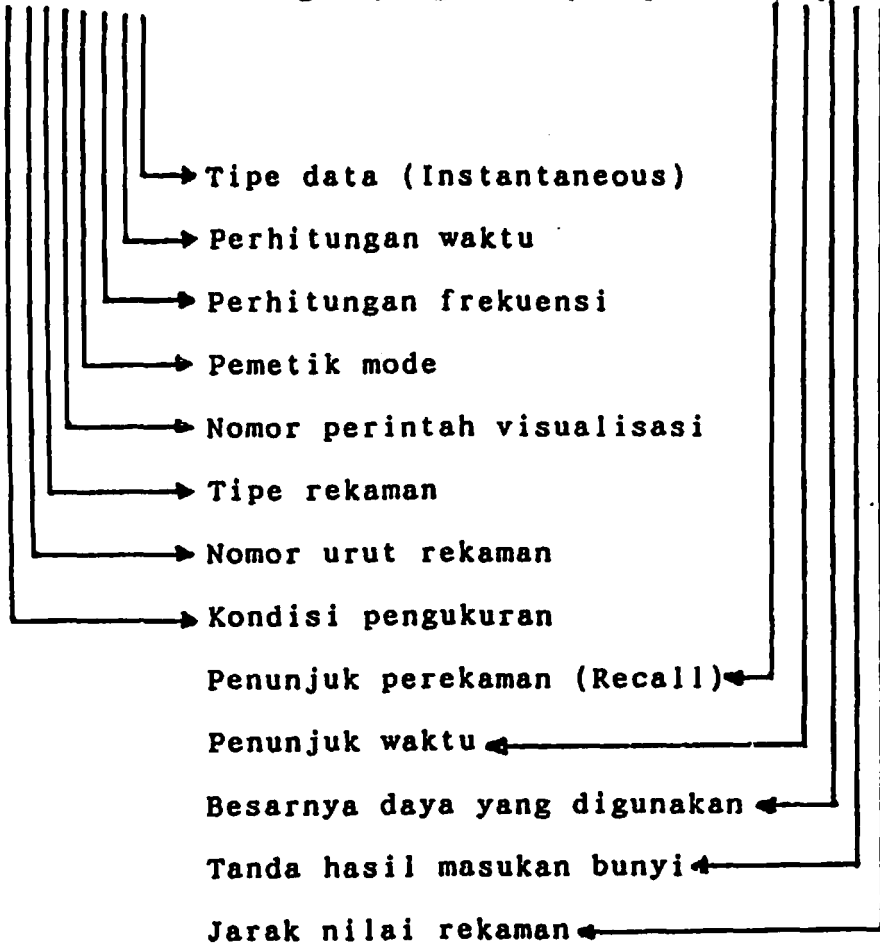 Tipe data (Instantaneous)
Perhitungan waktu
Perhitungan frekuensi
Pemetik mode
Nomor perintah visualisasi
Tipe rekaman
Nomor urut rekaman
Kondisi pengukuran
Penunjuk perekaman (Recall)
Penunjuk waktu
Besarnya daya yang digunakan
Tanda hasil masukan bunyi
Jarak nilai rekaman